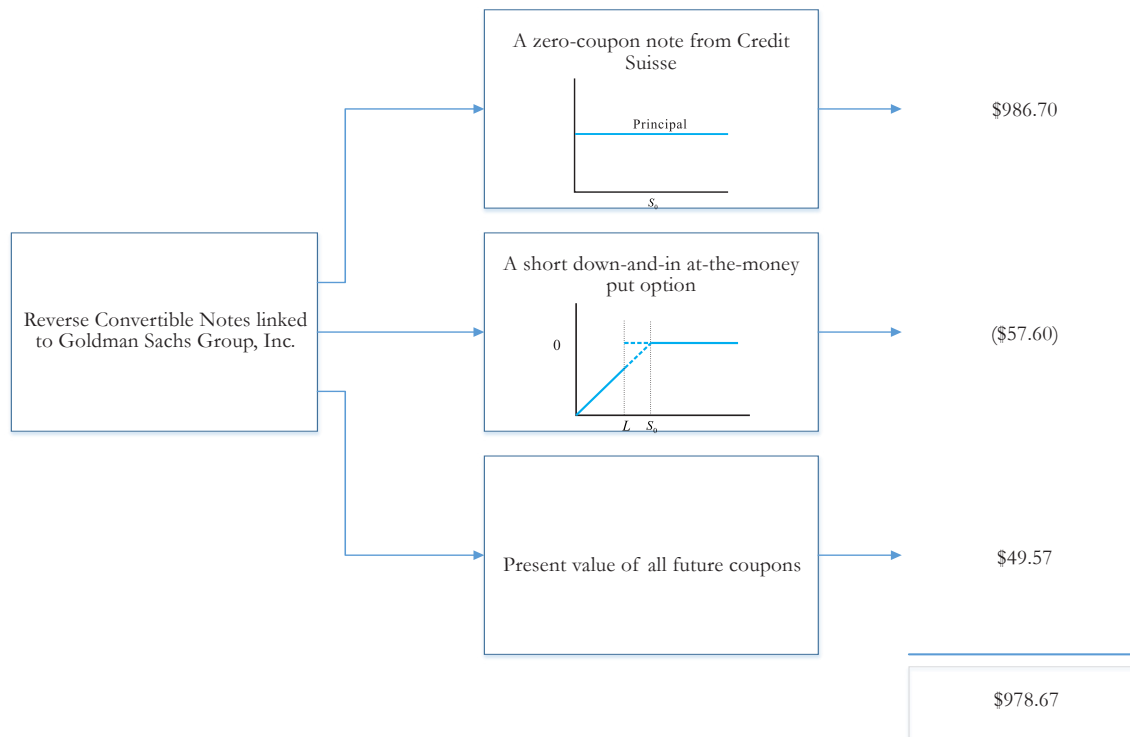 A zero-coupon note from Credit
Suisse
Principal
S₀
$986.70
Reverse Convertible Notes linked
to Goldman Sachs Group, Inc.
A short down-and-in at-the-money
put option
0
L
S₀
($57.60)
Present value of all future coupons
$49.57
$978.67